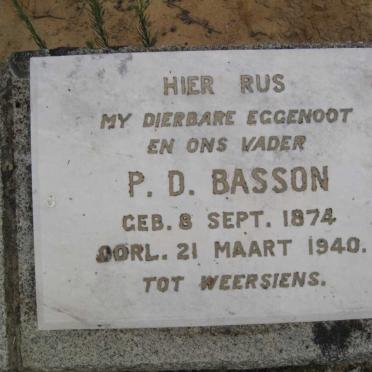 HIER RUS
MY DIERBARE EGGENOOT
EN ONS VADER
P. D. BASSON
GEB. 8 SEPT. 1874
OORL. 21 MAART 1940.
TOT WEERSIENS.